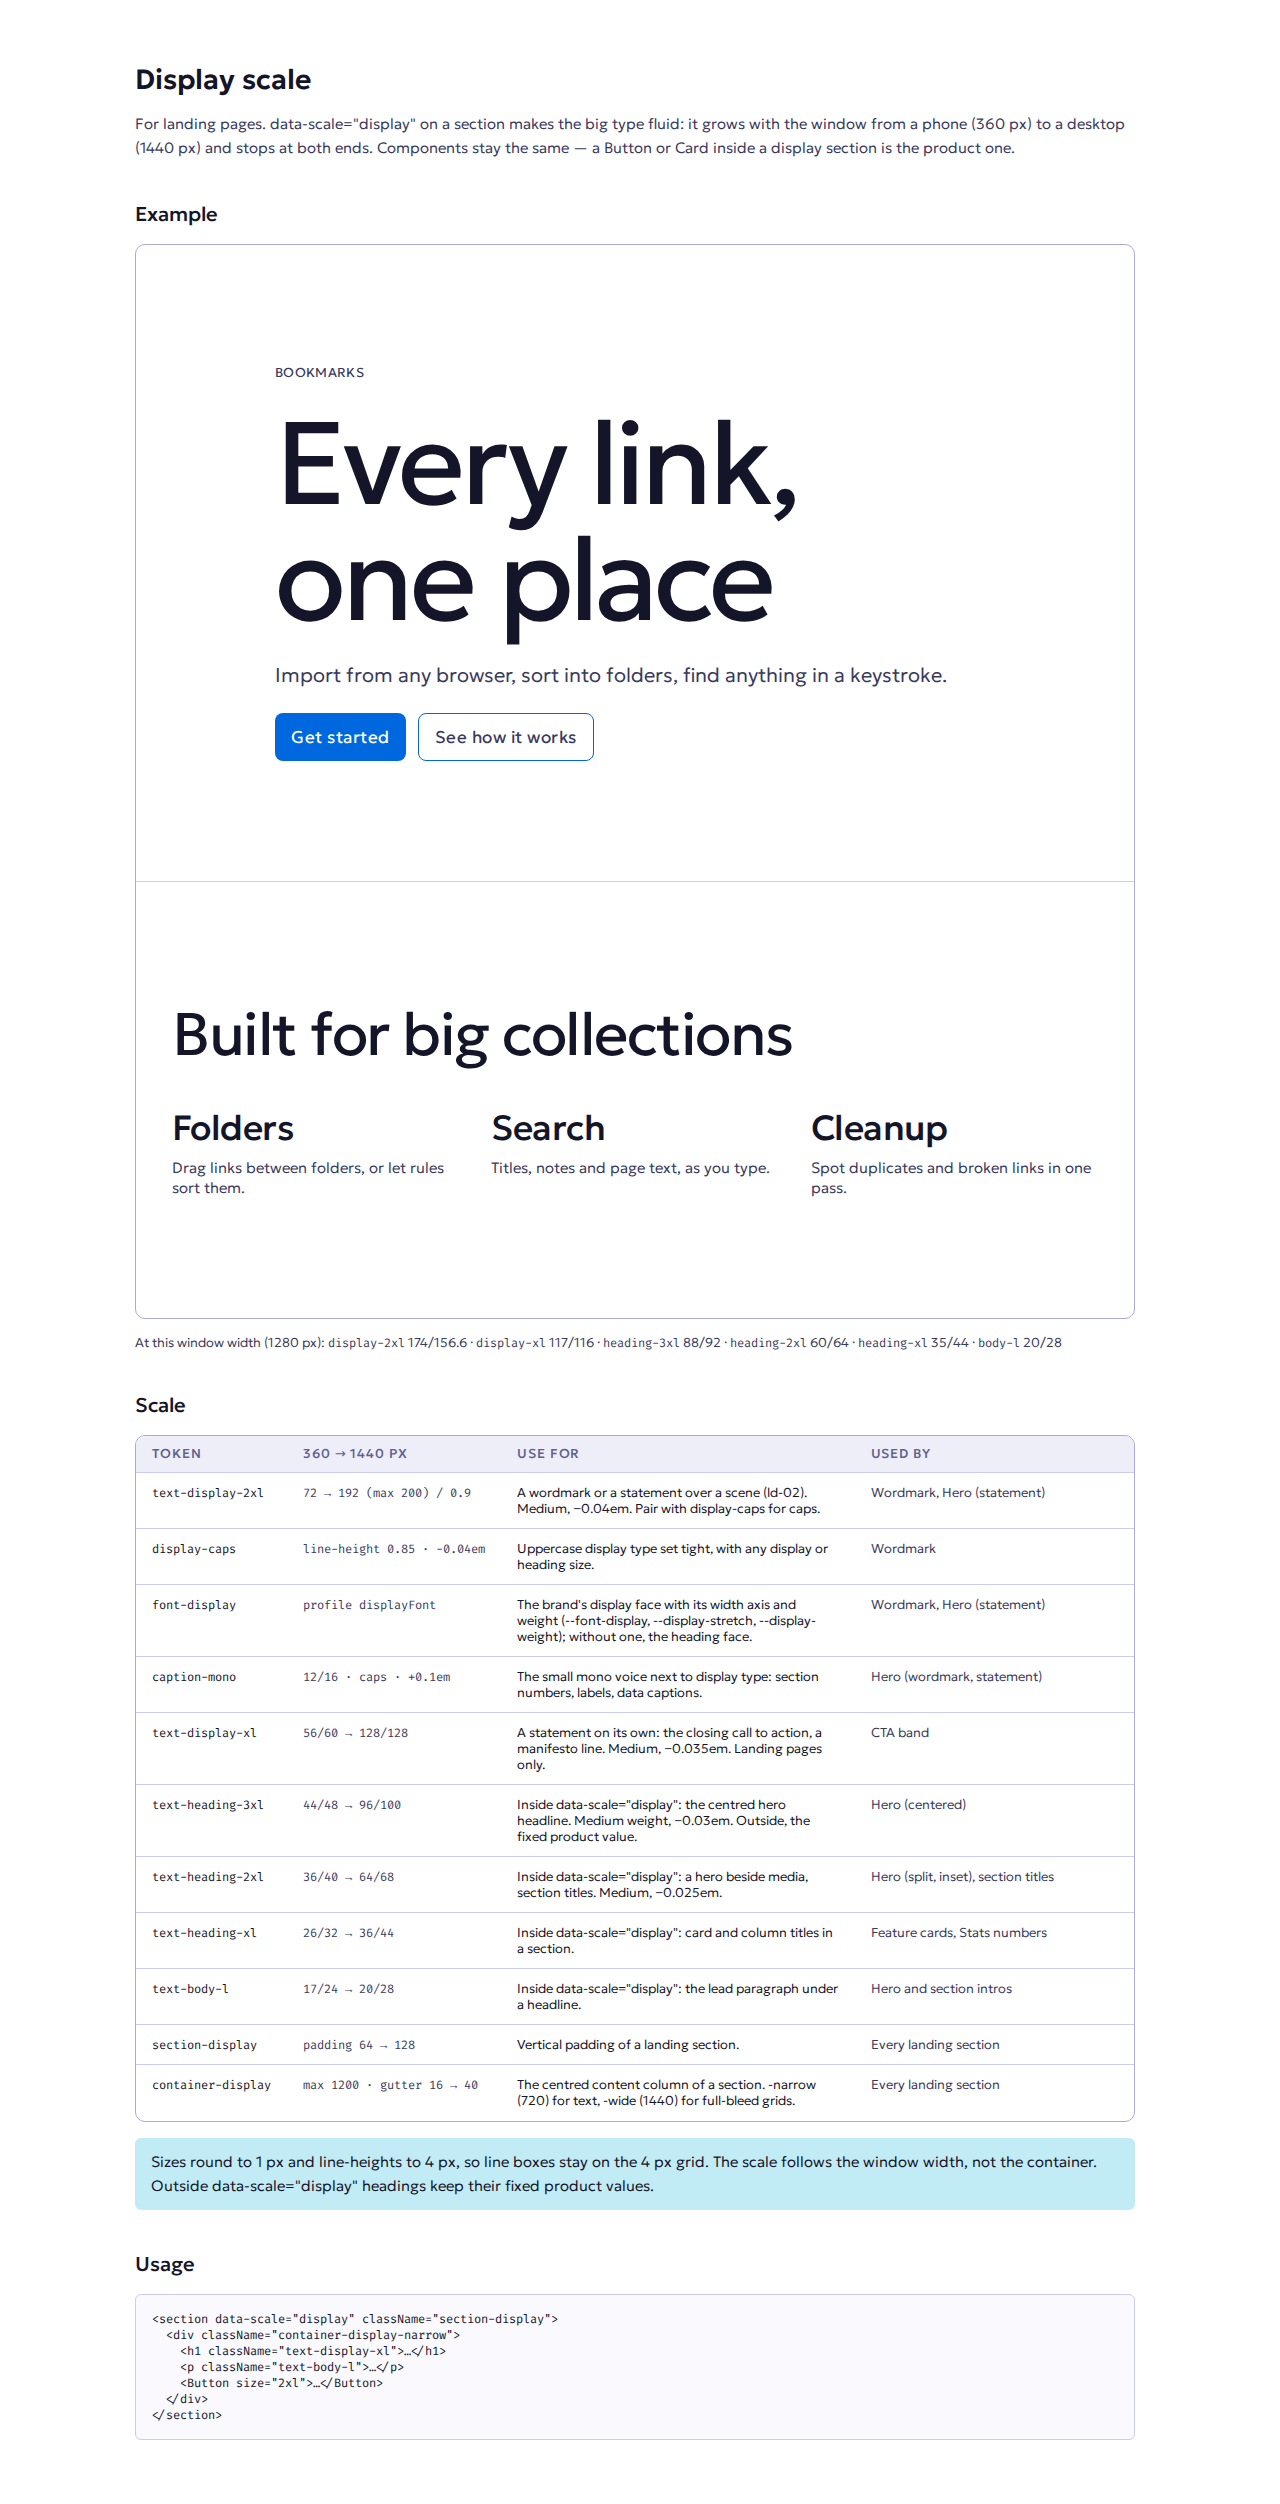 Display scale
For landing pages. data-scale="display" on a section makes the big type fluid: it grows with the window from a phone (360 px) to a desktop
(1440 px) and stops at both ends. Components stay the same — a Button or Card inside a display section is the product one.
Example
BOOKMARKS
Every link,
one place
Import from any browser, sort into folders, find anything in a keystroke.
Get started
See how it works
Built for big collections
Folders
Drag links between folders, or let rules
sort them.
Search
Titles, notes and page text, as you type.
Cleanup
Spot duplicates and broken links in one
pass.
At this window width (1280 px): display-2xl 174/156.6 · display-xl 117/116 · heading-3xl 88/92 · heading-2xl 60/64 · heading-xl 35/44 · body-l 20/28
Scale
TOKEN 360 → 1440 PX USE FOR USED BY
text-display-2xl 72 → 192 (max 200) / 0.9 A wordmark or a statement over a scene (ld-02). Wordmark, Hero (statement)
Medium, −0.04em. Pair with display-caps for caps.
display-caps line-height 0.85 · -0.04em Uppercase display type set tight, with any display or Wordmark
heading size.
font-display profile displayFont The brand's display face with its width axis and Wordmark, Hero (statement)
weight (--font-display, --display-stretch, --display-
weight); without one, the heading face.
caption-mono 12/16 · caps · +0.1em The small mono voice next to display type: section Hero (wordmark, statement)
numbers, labels, data captions.
text-display-xl 56/60 → 128/128 A statement on its own: the closing call to action, a CTA band
manifesto line. Medium, −0.035em. Landing pages
only.
text-heading-3xl 44/48 → 96/100 Inside data-scale="display": the centred hero Hero (centered)
headline. Medium weight, −0.03em. Outside, the
fixed product value.
text-heading-2xl 36/40 → 64/68 Inside data-scale="display": a hero beside media, Hero (split, inset), section titles
section titles. Medium, −0.025em.
text-heading-xl 26/32 → 36/44 Inside data-scale="display": card and column titles in Feature cards, Stats numbers
a section.
text-body-l 17/24 → 20/28 Inside data-scale="display": the lead paragraph under Hero and section intros
a headline.
section-display padding 64 → 128 Vertical padding of a landing section. Every landing section
container-display max 1200 · gutter 16 → 40 The centred content column of a section. -narrow Every landing section
(720) for text, -wide (1440) for full-bleed grids.
Sizes round to 1 px and line-heights to 4 px, so line boxes stay on the 4 px grid. The scale follows the window width, not the container.
Outside data-scale="display" headings keep their fixed product values.
Usage
<section data-scale="display" className="section-display">
  <div className="container-display-narrow">
    <h1 className="text-display-xl">…</h1>
    <p className="text-body-l">…</p>
    <Button size="2xl">…</Button>
  </div>
</section>